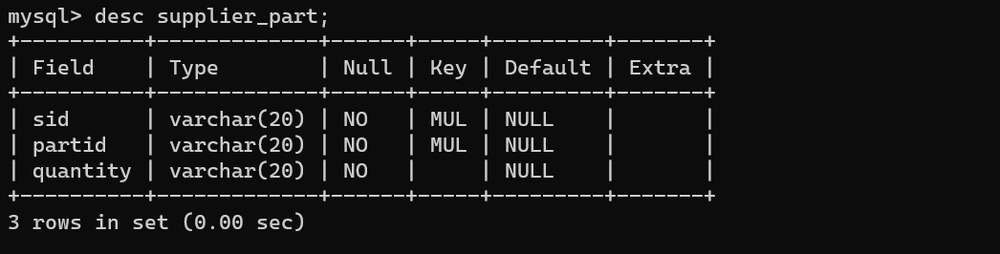 mysql> desc supplier_part;
+----------+-------------+------+-----+---------+-------+
| Field    | Type        | Null | Key | Default | Extra |
+----------+-------------+------+-----+---------+-------+
| sid      | varchar(20) | NO   | MUL | NULL    |       |
| partid   | varchar(20) | NO   | MUL | NULL    |       |
| quantity | varchar(20) | NO   |     | NULL    |       |
+----------+-------------+------+-----+---------+-------+
3 rows in set (0.00 sec)